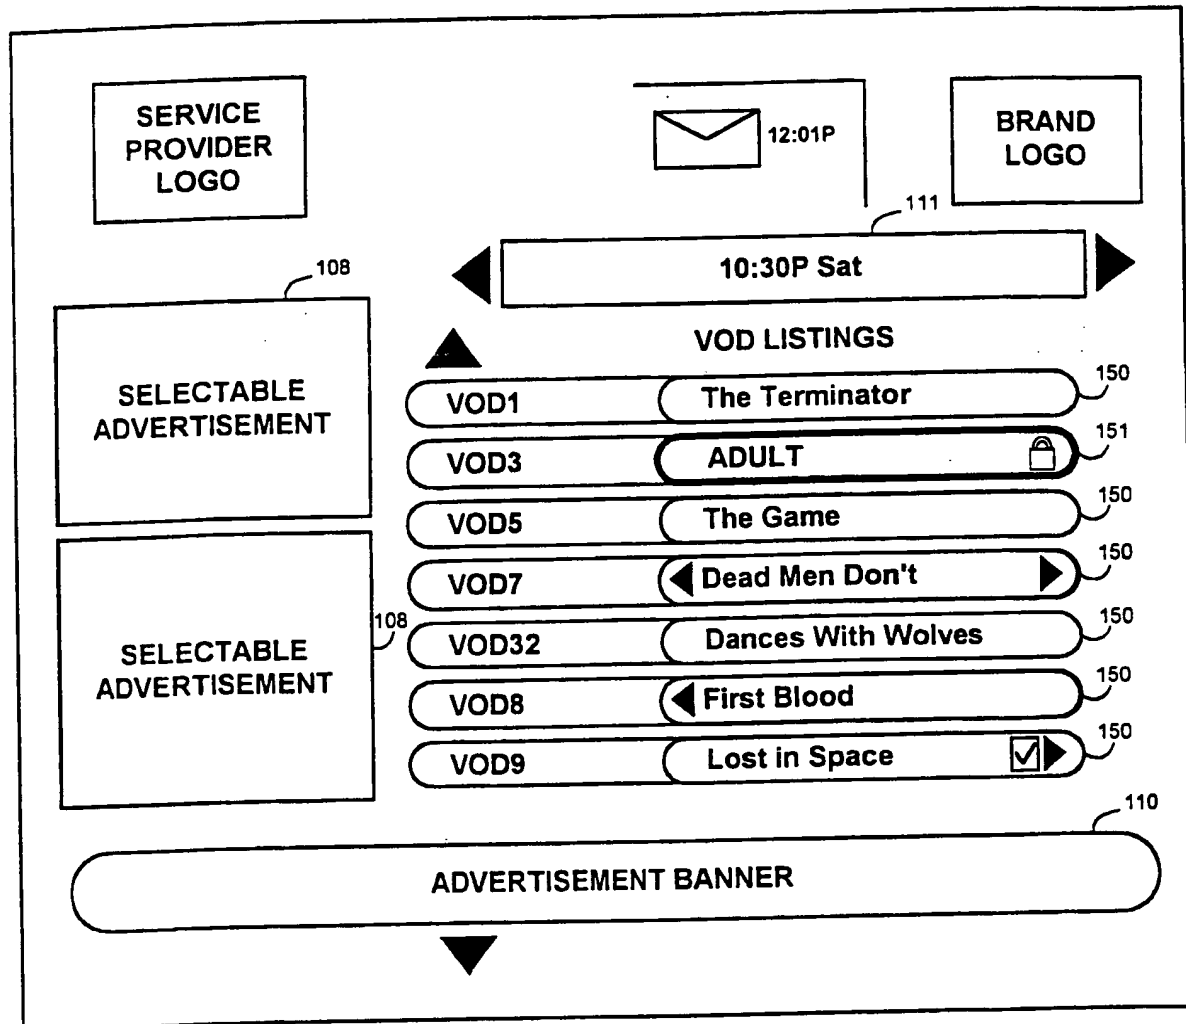 SERVICE
PROVIDER
LOGO
12:01P
BRAND
LOGO
111
10:30P Sat
108
SELECTABLE
ADVERTISEMENT
VOD LISTINGS
VOD1 The Terminator 150
VOD3 ADULT 151
VOD5 The Game 150
VOD7 Dead Men Don't 150
108
SELECTABLE
ADVERTISEMENT
VOD32 Dances With Wolves 150
VOD8 First Blood 150
VOD9 Lost in Space 150
110
ADVERTISEMENT BANNER